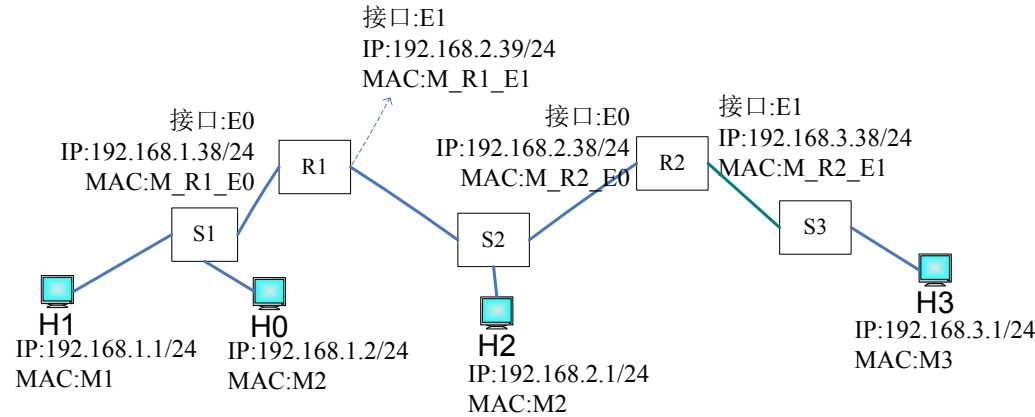 接口:E1
IP:192.168.2.39/24
MAC:M_R1_E1
接口:E0
IP:192.168.1.38/24
MAC:M_R1_E0
R1
接口:E0
IP:192.168.2.38/24
MAC:M_R2_E0
R2
接口:E1
IP:192.168.3.38/24
MAC:M_R2_E1
S1
S2
S3
H1
IP:192.168.1.1/24
MAC:M1
H0
IP:192.168.1.2/24
MAC:M2
H2
IP:192.168.2.1/24
MAC:M2
H3
IP:192.168.3.1/24
MAC:M3